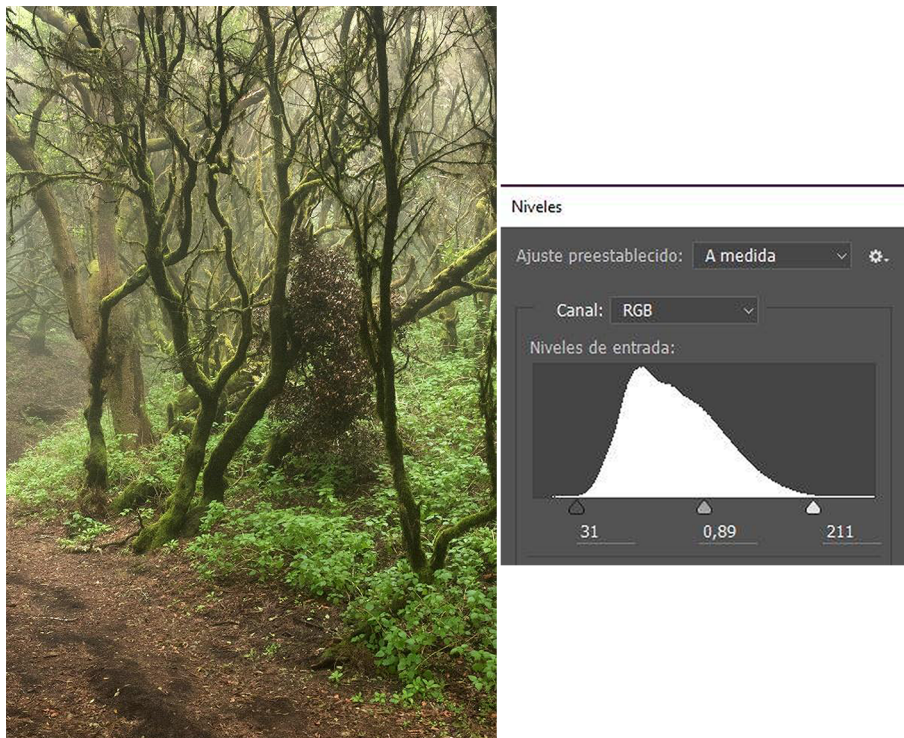 Niveles
Ajuste preestablecido: A medida
Canal: RGB
Niveles de entrada:
31 0,89 211